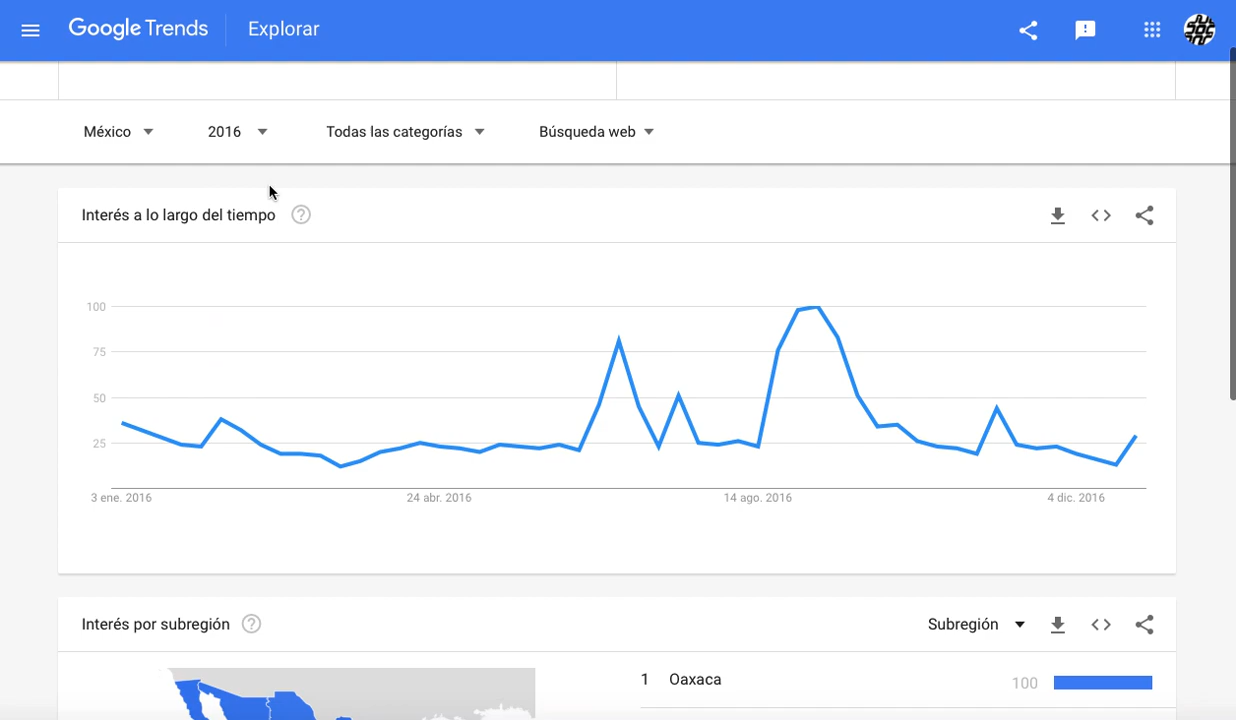 Google Trends Explorar
México 2016 Todas las categorías Búsqueda web
Interés a lo largo del tiempo ?
100
75
50
25
3 ene. 2016 24 abr. 2016 14 ago. 2016 4 dic. 2016
Interés por subregión ? Subregión
1 Oaxaca 100